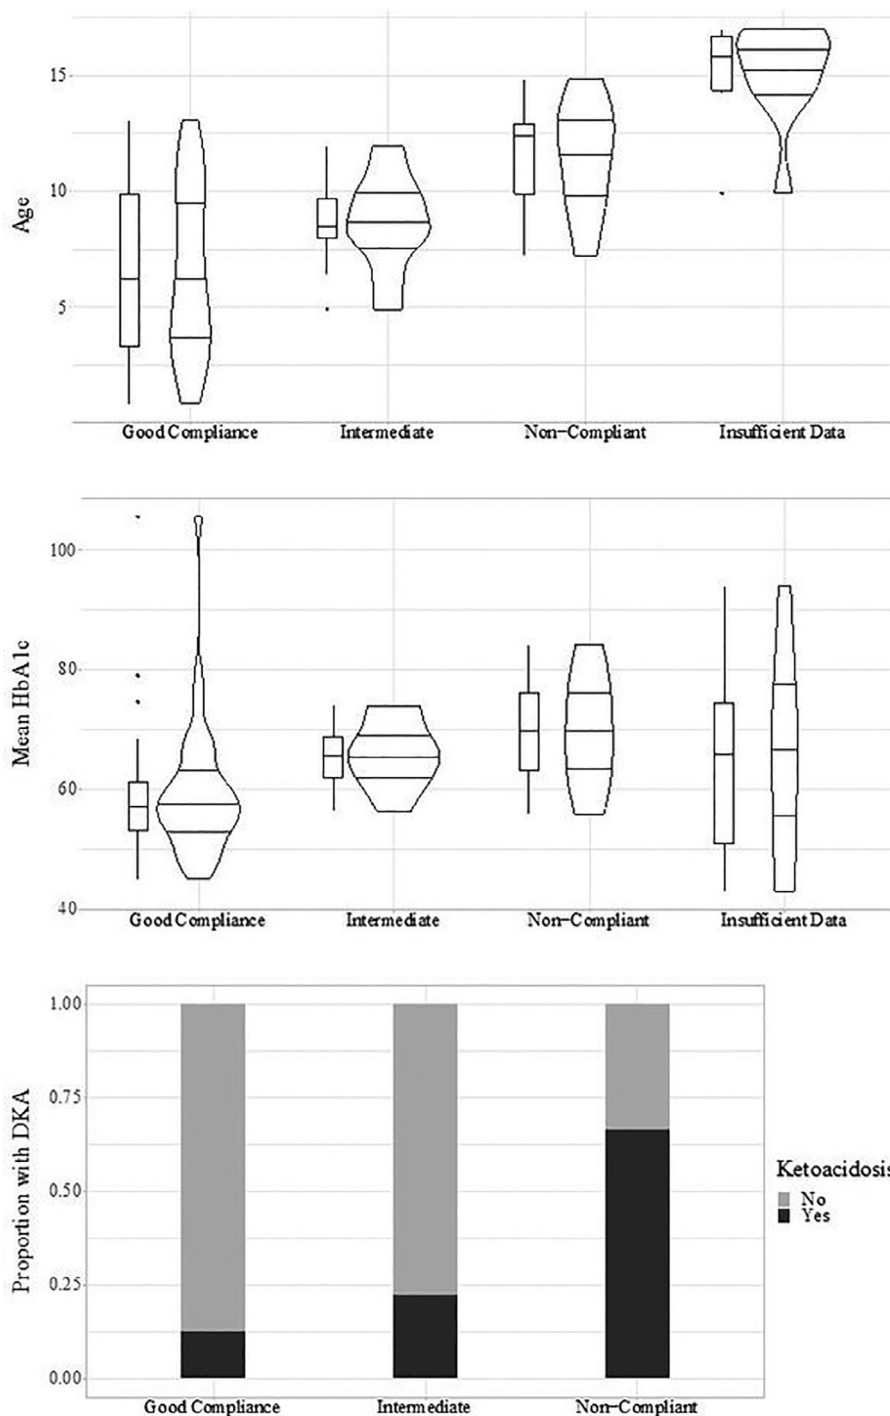 Age
15
10
5
Good Compliance
Intermediate
Non-Compliant
Insufficient Data
Mean HbA1c
100
80
60
40
Good Compliance
Intermediate
Non-Compliant
Insufficient Data
Proportion with DKA
1.00
0.75
0.50
0.25
0.00
Good Compliance
Intermediate
Non-Compliant
Ketoacidosis
No
Yes